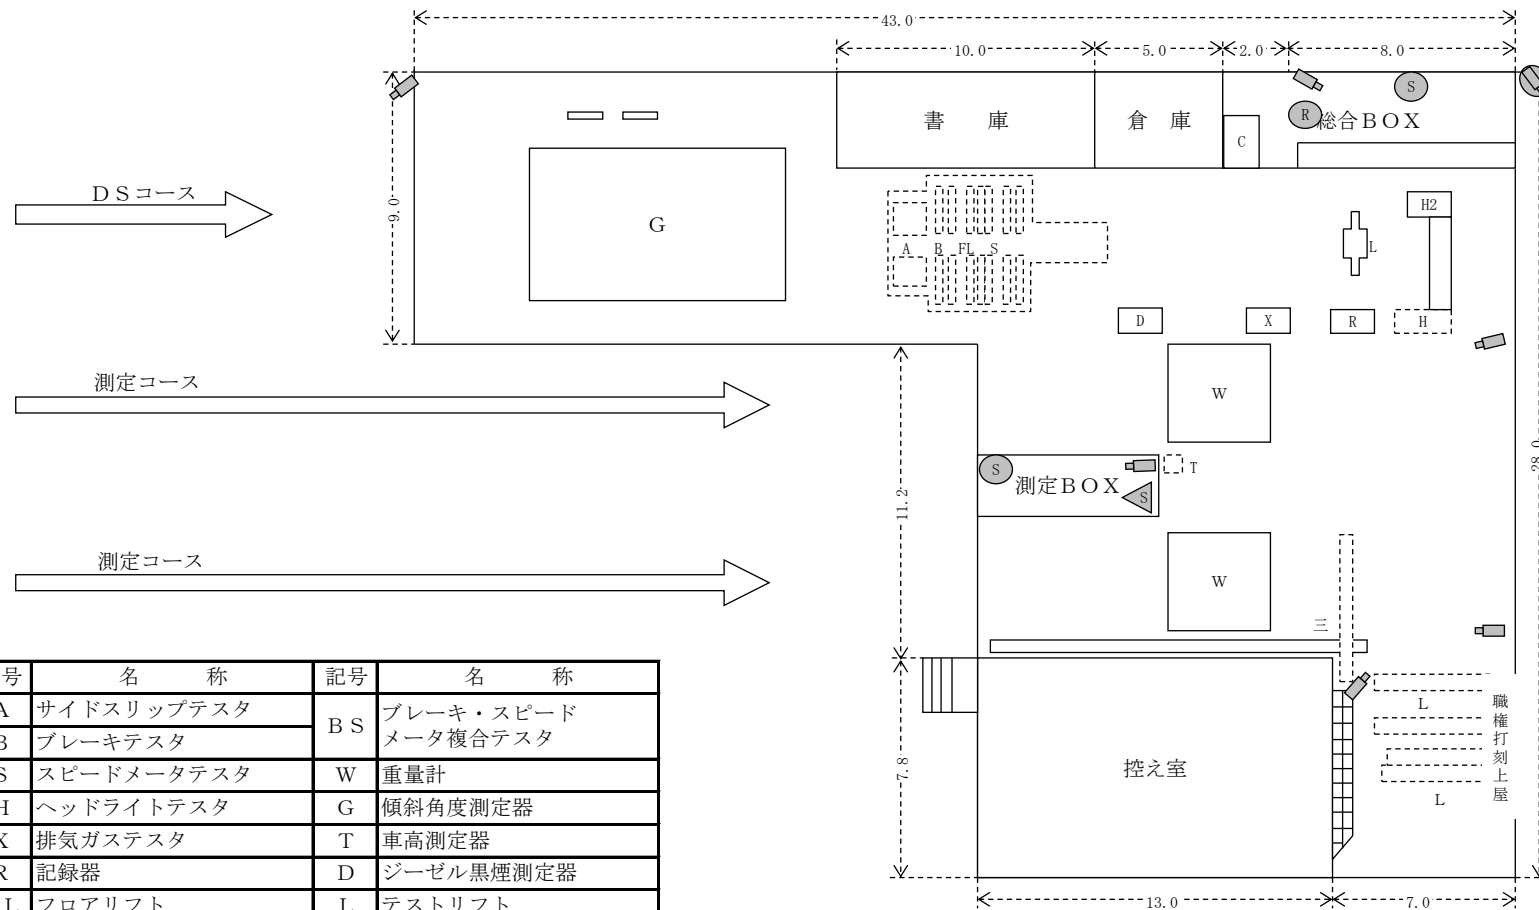 43.0
10.0
5.0
2.0
8.0
S
R
書　庫
倉　庫
総合ＢＯＸ
C
ＤＳコース
9.0
G
A B FL S
H2
L
D
X
R
H
測定コース
W
28.0
S
測定ＢＯＸ
S
T
11.2
測定コース
W
三
L
職権打刻上屋
7.8
控え室
L
13.0
7.0
号 名　称 記号 名　称
A サイドスリップテスタ ＢＳ ブレーキ・スピード
メータ複合テスタ
B ブレーキテスタ
S スピードメータテスタ W 重量計
H ヘッドライトテスタ G 傾斜角度測定器
X 排気ガステスタ T 車高測定器
R 記録器 D ジーゼル黒煙測定器
L フロアリフト L テストリフト